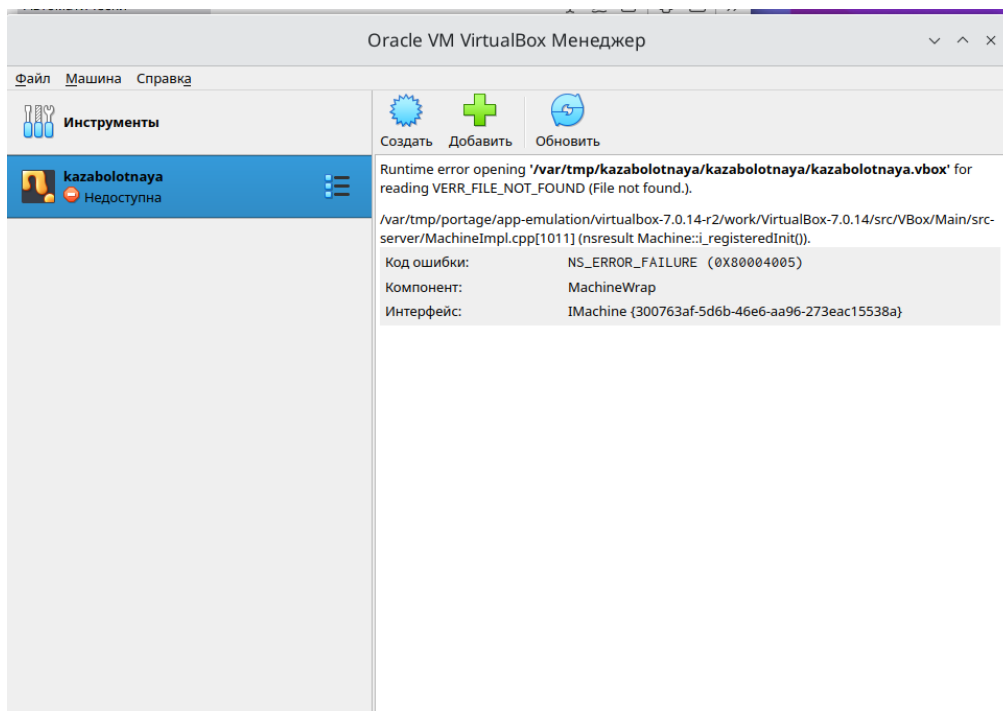 Oracle VM VirtualBox Менеджер
Файл Машина Справка
Инструменты
Создать Добавить Обновить
kazabolotnaya
Недоступна
Runtime error opening '/var/tmp/kazabolotnaya/kazabolotnaya/kazabolotnaya.vbox' for
reading VERR_FILE_NOT_FOUND (File not found.).
/var/tmp/portage/app-emulation/virtualbox-7.0.14-r2/work/VirtualBox-7.0.14/src/VBox/Main/src-
server/MachineImpl.cpp[1011] (nsresult Machine::i_registeredInit()).
Код ошибки: NS_ERROR_FAILURE (0X80004005)
Компонент: MachineWrap
Интерфейс: IMachine {300763af-5d6b-46e6-aa96-273eac15538a}